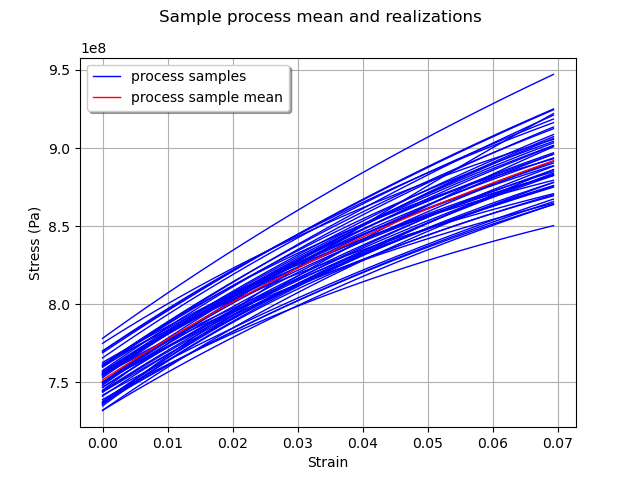 Sample process mean and realizations
1e8
process samples
process sample mean
9.5
9.0
8.5
8.0
7.5
Stress (Pa)
0.00 0.01 0.02 0.03 0.04 0.05 0.06 0.07
Strain